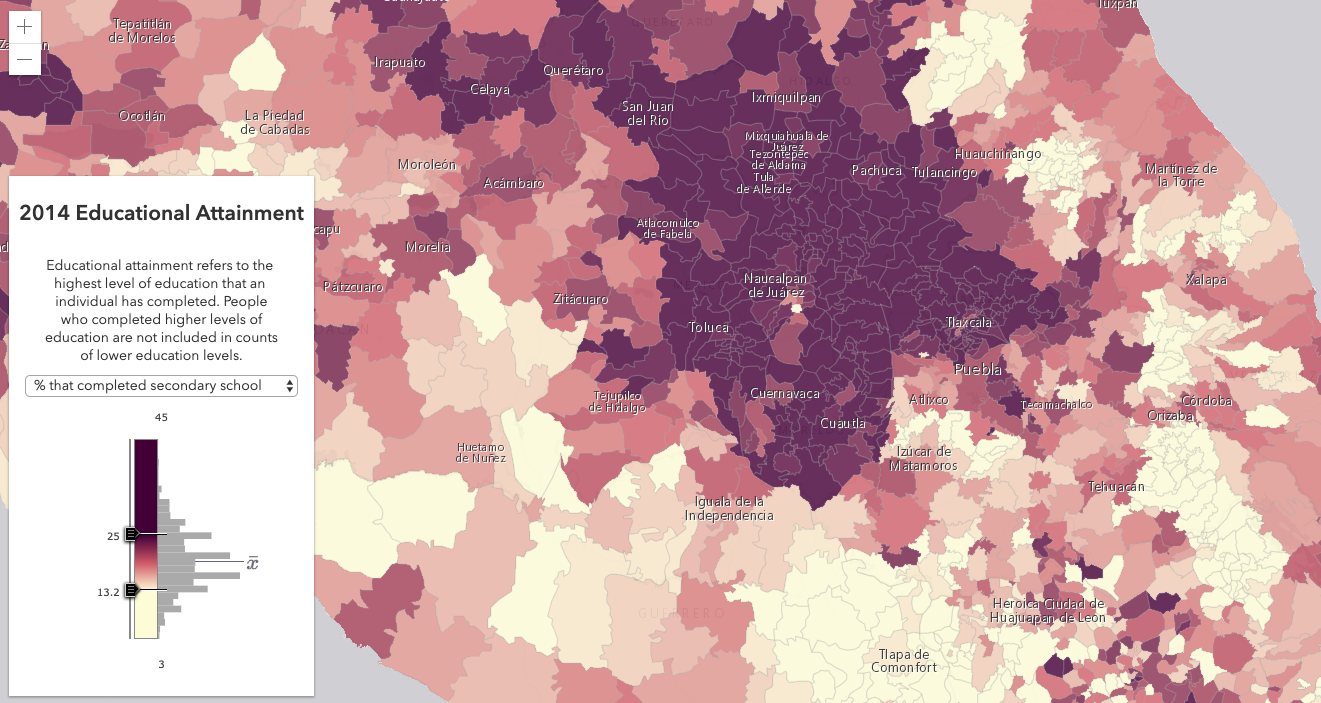 Tepatitlán
de Morelos
Irapuato
Querétaro
Celaya
San Juan
del Río
Ixmiquilpan
Tuxpan
HIDALGO
Ocotlán
La Piedad
de Cabadas
Moroleón
Acámbaro
Mixquiahuala de
Juárez
Tezontepec
de Aldama
Tula
de Allende
Pachuca
Tulancingo
Huauchinango
Martínez de
la Torre
Atlacomulco
de Fabela
Morelia
capu
Pátzcuaro
Zitácuaro
Naucalpan
de Juárez
Xalapa
Toluca
Tlaxcala
Puebla
Tejupilco
de Hidalgo
Cuernavaca
Cuautla
Atlixco
Tecamachalco
Córdoba
Orizaba
Huetamo
de Nuñez
Izúcar de
Matamoros
Tehuacán
Iguala de la
Independencia
GUERRERO
Heroica Ciudad de
Huajuapan de León
Tlapa de
Comonfort
2014 Educational Attainment
Educational attainment refers to the
highest level of education that an
individual has completed. People
who completed higher levels of
education are not included in counts
of lower education levels.
% that completed secondary school
45
25
x̄
13.2
3